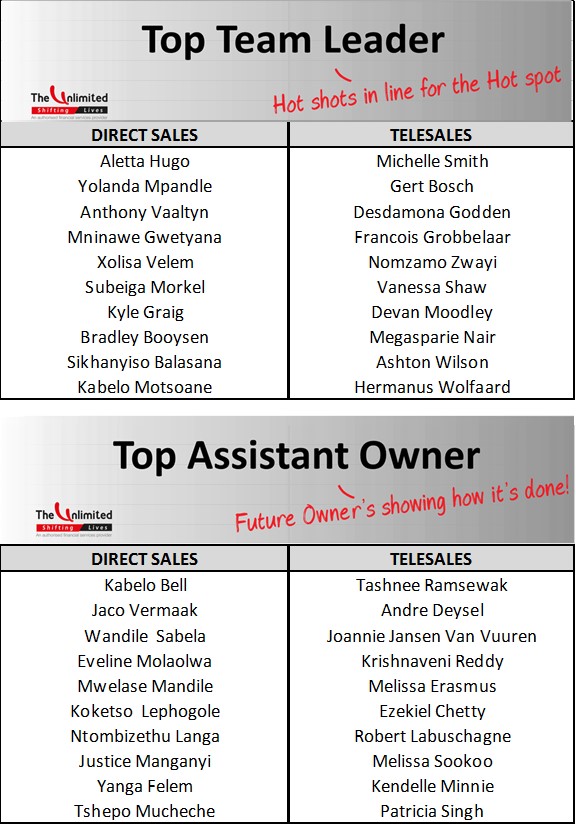 Top Team Leader
Hot shots in line for the Hot spot
The Unlimited
Shifting Lives
An authorised financial services provider
DIRECT SALES TELESALES
Aletta Hugo Michelle Smith
Yolanda Mpandle Gert Bosch
Anthony Vaaltyn Desdamona Godden
Mninawe Gwetyana Francois Grobbelaar
Xolisa Velem Nomzamo Zwayi
Subeiga Morkel Vanessa Shaw
Kyle Graig Devan Moodley
Bradley Booysen Megasparie Nair
Sikhanyiso Balasana Ashton Wilson
Kabelo Motsoane Hermanus Wolfaard
Top Assistant Owner
Future Owner's showing how it's done!
The Unlimited
Shifting Lives
An authorised financial services provider
DIRECT SALES TELESALES
Kabelo Bell Tashnee Ramsewak
Jaco Vermaak Andre Deysel
Wandile  Sabela Joannie Jansen Van Vuuren
Eveline Molaolwa Krishnaveni Reddy
Mwelase Mandile Melissa Erasmus
Koketso  Lephogole Ezekiel Chetty
Ntombizethu Langa Robert Labuschagne
Justice Manganyi Melissa Sookoo
Yanga Felem Kendelle Minnie
Tshepo Mucheche Patricia Singh